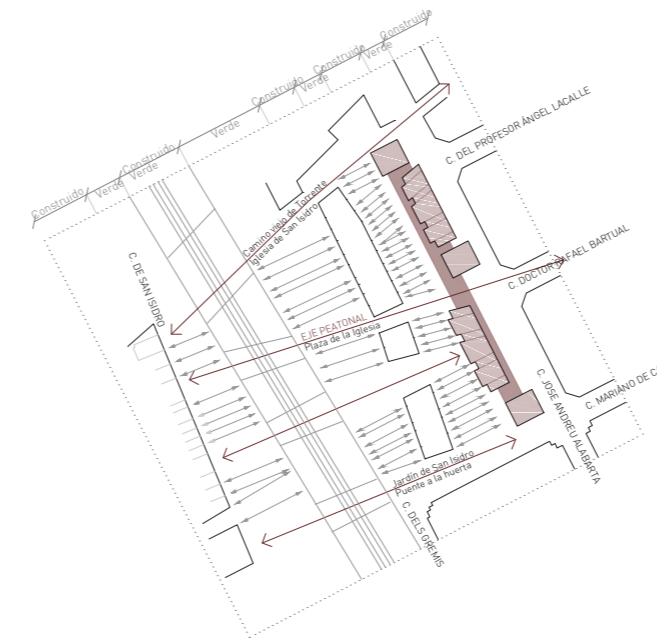 Construido
Verde
Construido
Verde
Verde
Construido
Verde
Construido
Verde
Construido
C. DEL PROFESOR ÁNGEL LACALLE
Camino viejo de Torrente
Iglesia de San Isidro
C. DE SAN ISIDRO
C. DOCTOR RAFAEL BARTUAL
EJE PEATONAL
Plaza de la Iglesia
C. JOSE ANDREU ALABARTA
C. MARIANO DE C
Jardín de San Isidro
Puente a la huerta
C. DELS GREMIS